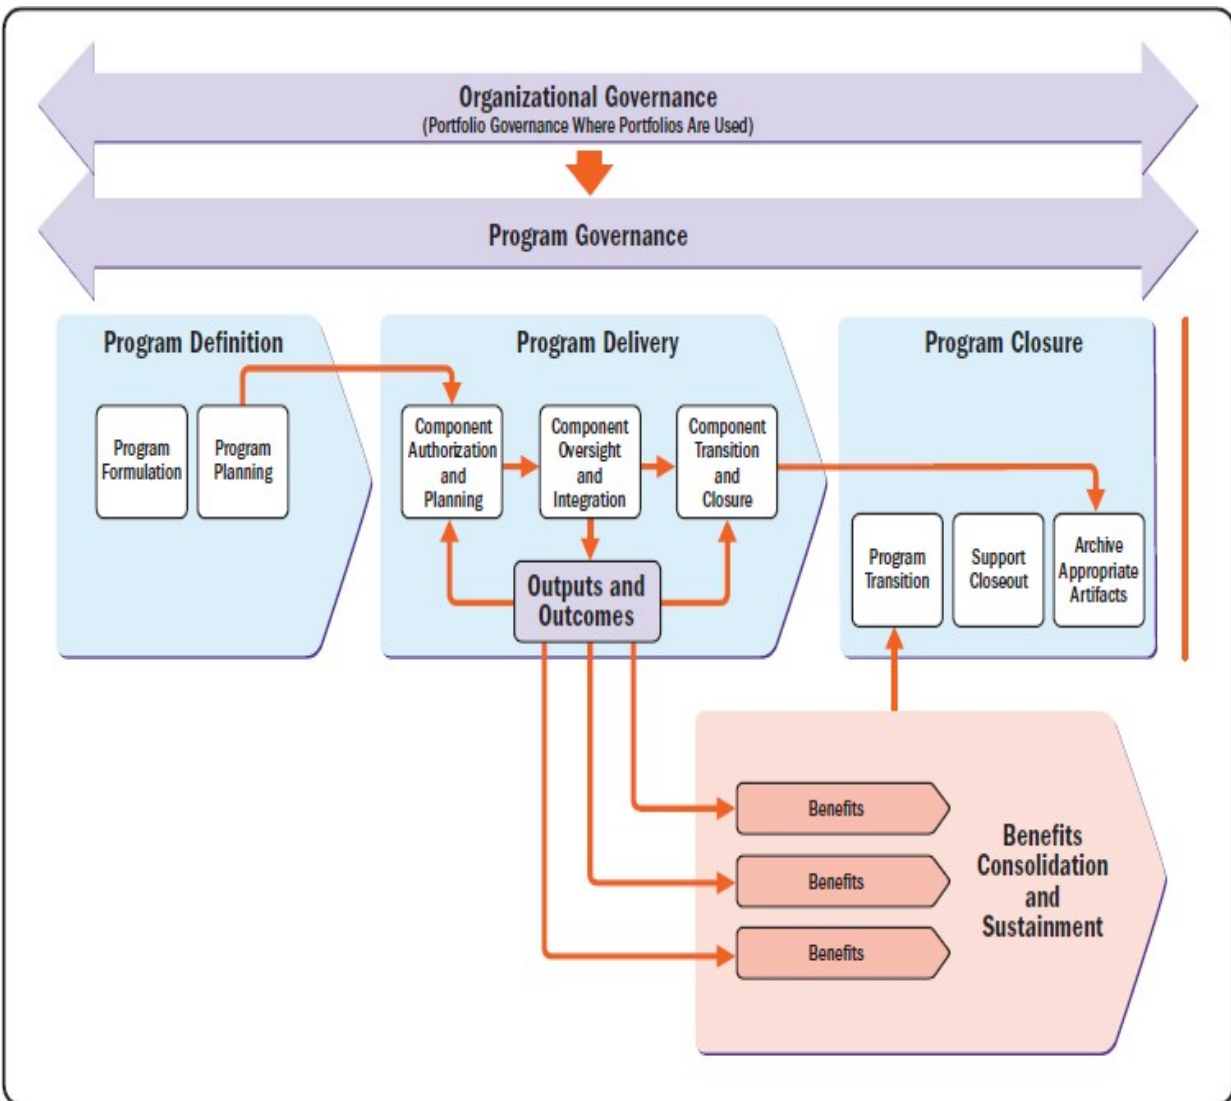 Organizational Governance
(Portfolio Governance Where Portfolios Are Used)
Program Governance
Program Definition
Program
Formulation
Program
Planning
Program Delivery
Component
Authorization
and
Planning
Component
Oversight
and
Integration
Component
Transition
and
Closure
Outputs and
Outcomes
Program Closure
Program
Transition
Support
Closeout
Archive
Appropriate
Artifacts
Benefits
Benefits
Benefits
Benefits
Consolidation
and
Sustainment